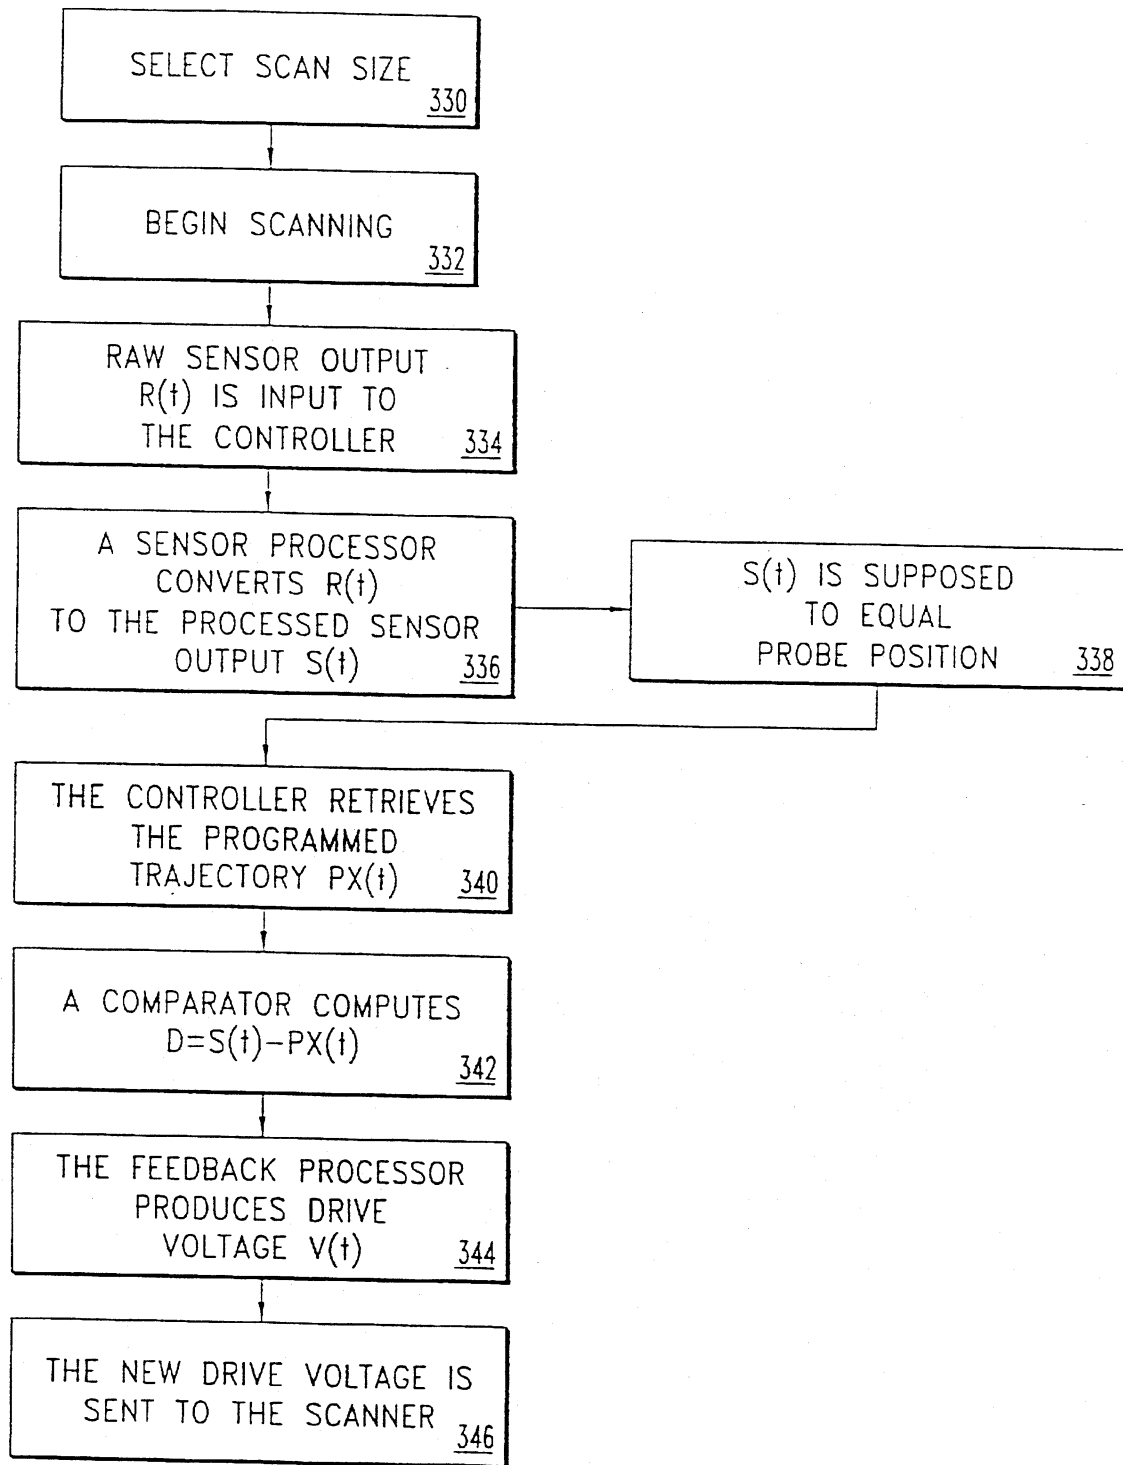 SELECT SCAN SIZE
330
BEGIN SCANNING
332
RAW SENSOR OUTPUT
R(t) IS INPUT TO
THE CONTROLLER
334
A SENSOR PROCESSOR
CONVERTS R(t)
TO THE PROCESSED SENSOR
OUTPUT S(t)
336
S(t) IS SUPPOSED
TO EQUAL
PROBE POSITION
338
THE CONTROLLER RETRIEVES
THE PROGRAMMED
TRAJECTORY PX(t)
340
A COMPARATOR COMPUTES
D=S(t)-PX(t)
342
THE FEEDBACK PROCESSOR
PRODUCES DRIVE
VOLTAGE V(t)
344
THE NEW DRIVE VOLTAGE IS
SENT TO THE SCANNER
346